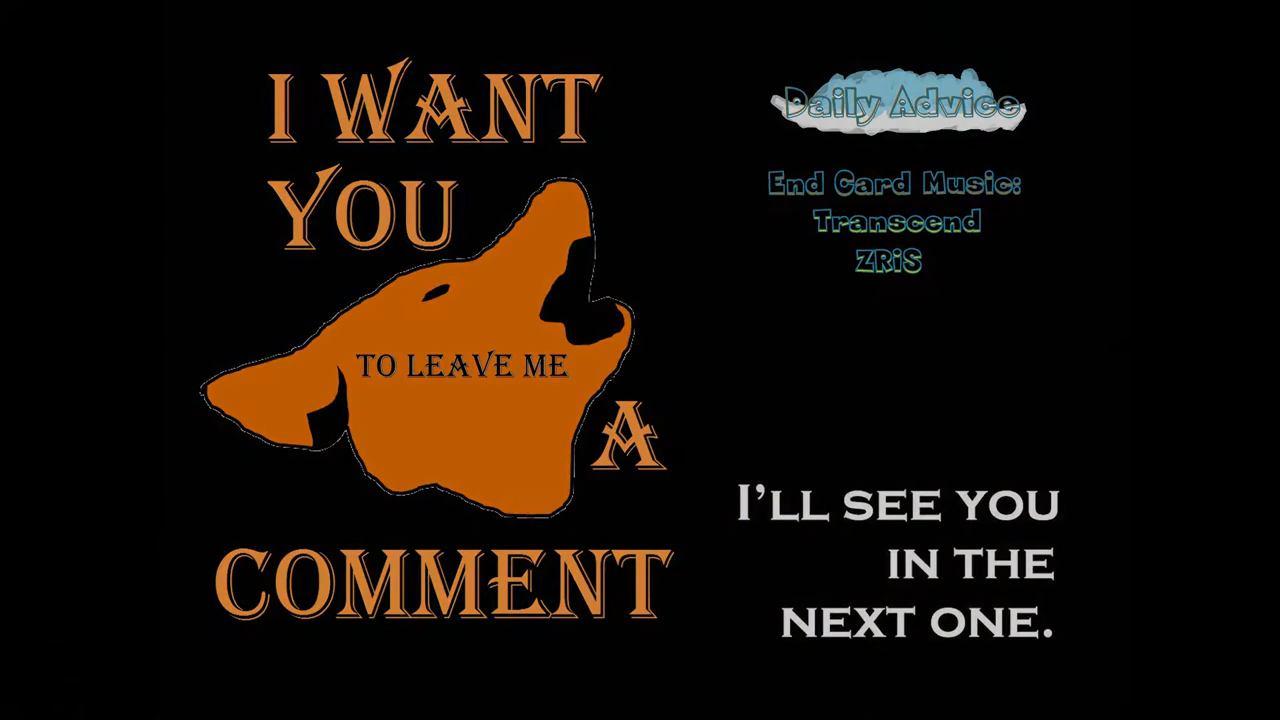 I WANT
YOU
TO LEAVE ME
A
COMMENT
Daily Advice
End Card Music:
Transcend
ZRiS
I'LL SEE YOU
IN THE
NEXT ONE.